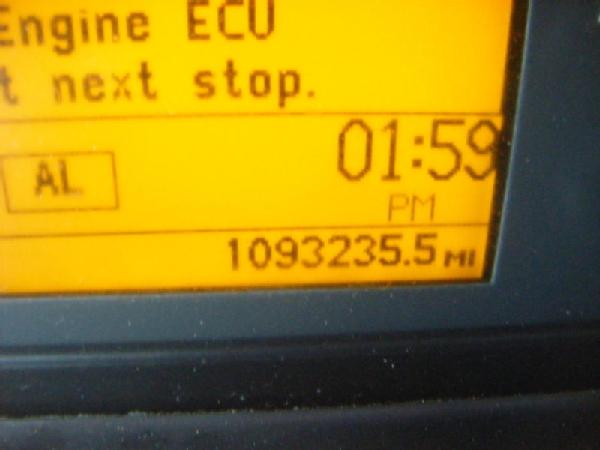 Engine ECU
t next stop.
01:59
AL
PM
1093235.5 MI